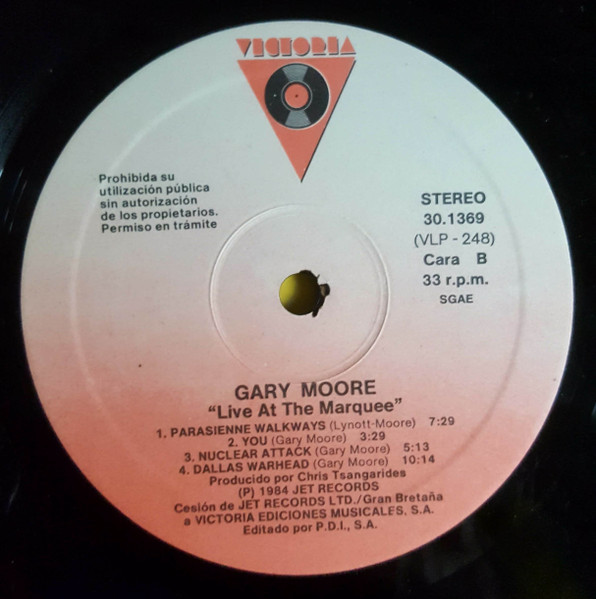 VICTORIA
Prohibida su
utilización pública
sin autorización
de los propietarios.
Permiso en trámite
STEREO
30.1369
(VLP - 248)
Cara B
33 r.p.m.
SGAE
GARY MOORE
“Live At The Marquee”
1. PARASIENNE WALKWAYS (Lynott-Moore) 7:29
2. YOU (Gary Moore) 3:29
3. NUCLEAR ATTACK (Gary Moore) 5:13
4. DALLAS WARHEAD (Gary Moore) 10:14
Producido por Chris Tsangarides
(P) 1984 JET RECORDS
Cesión de JET RECORDS LTD./Gran Bretaña
a VICTORIA EDICIONES MUSICALES, S.A.
Editado por P.D.I., S.A.